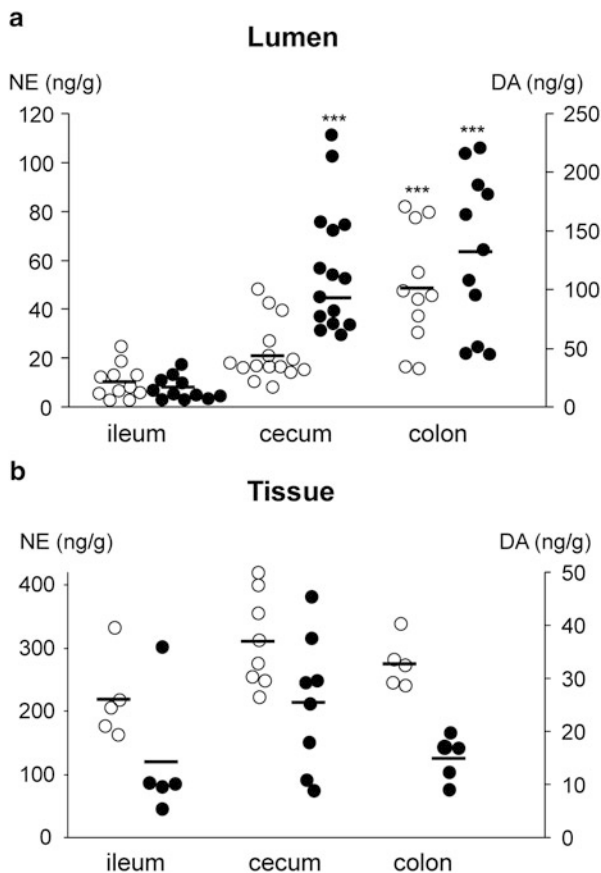 a
Lumen
NE (ng/g) DA (ng/g)
120 250
100 200
80 150
60
40 100
20 50
0 0
*** *** ***
ileum cecum colon
b
Tissue
NE (ng/g) DA (ng/g)
400 50
300 40
200 30
100 20
0 10
0
ileum cecum colon